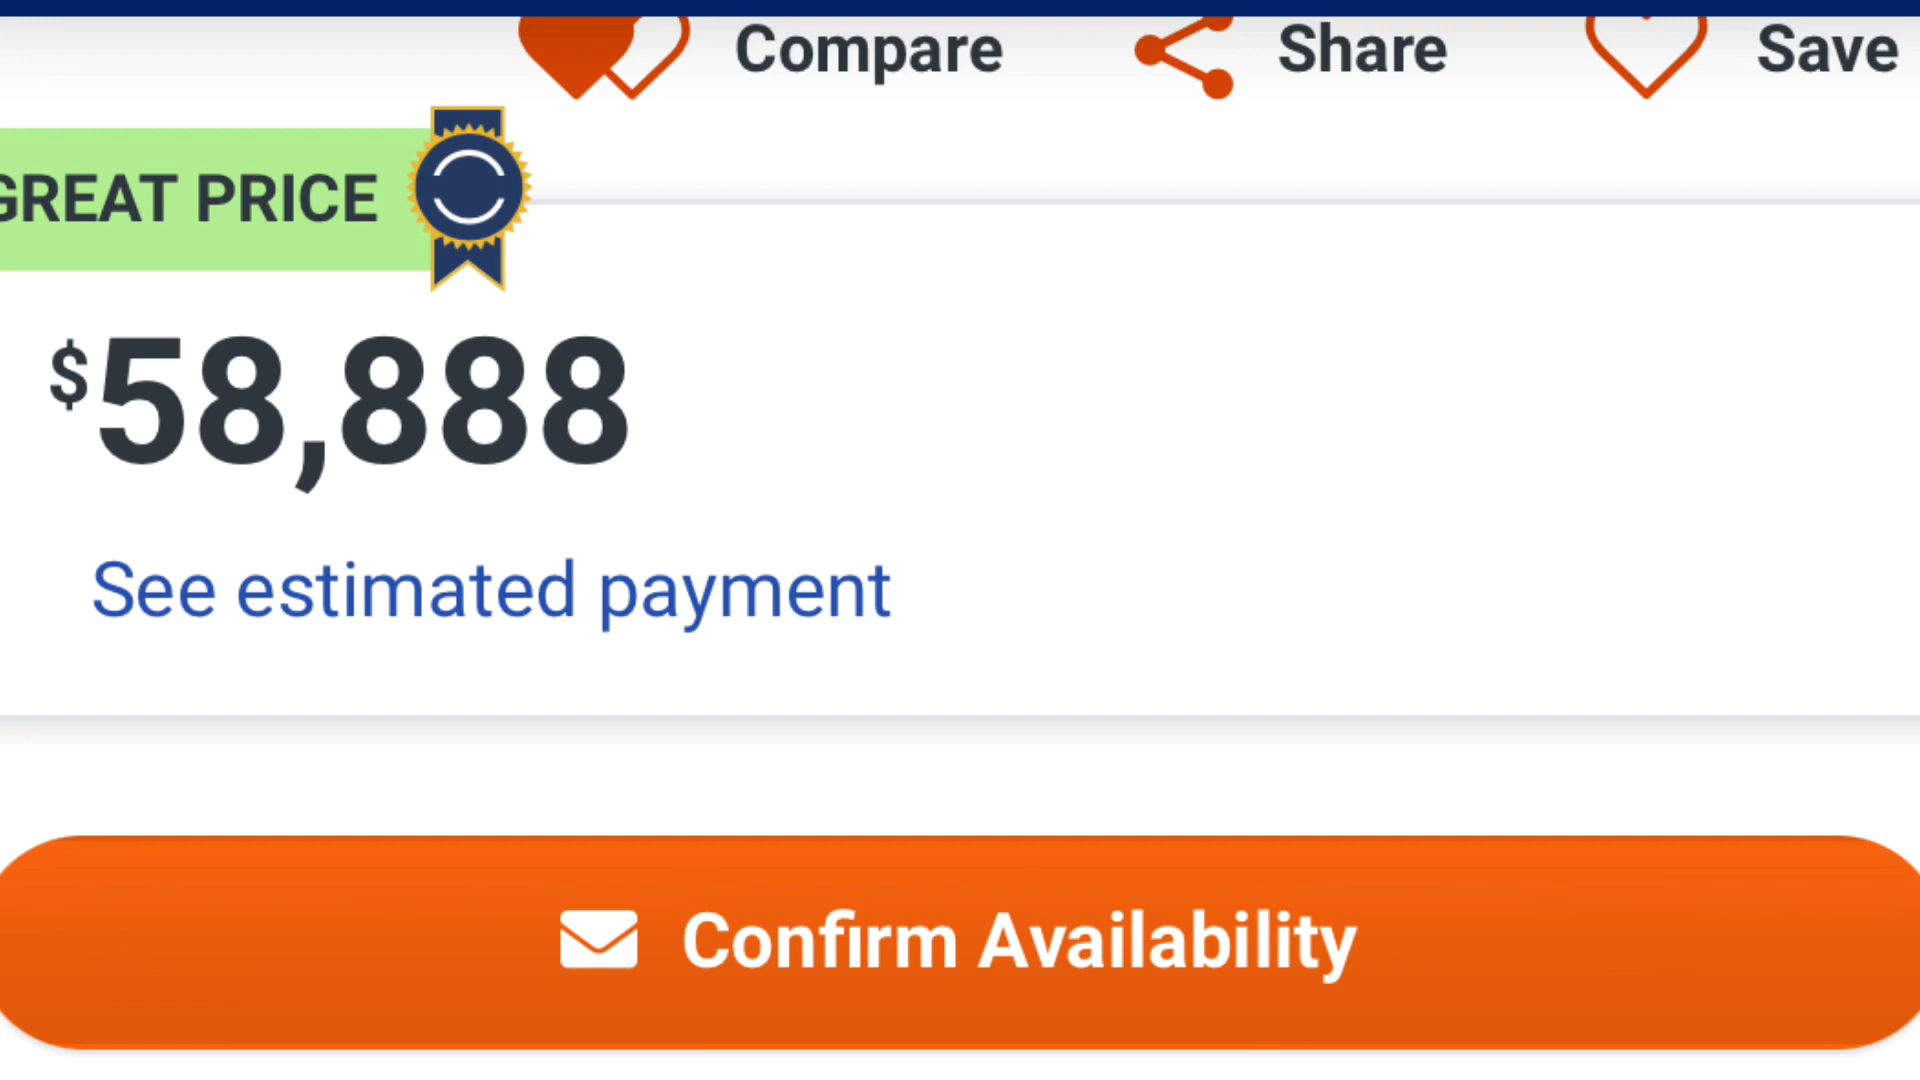 Compare Share Save
GREAT PRICE
$58,888
See estimated payment
Confirm Availability